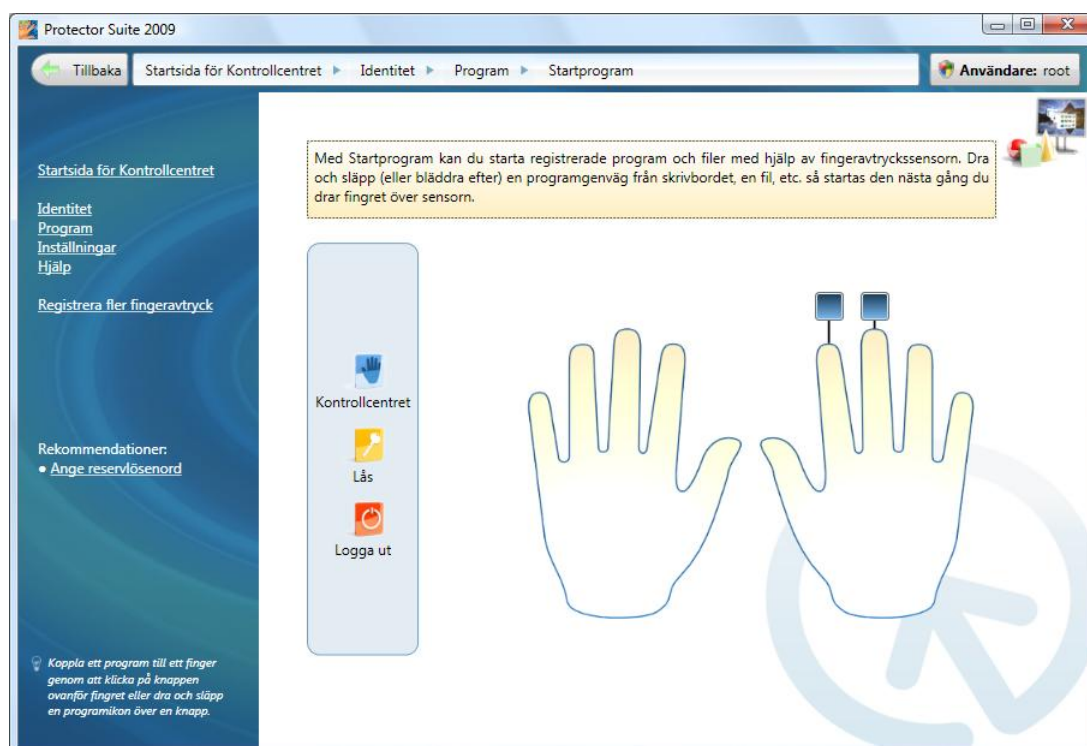 Protector Suite 2009
Tillbaka
Startsida för Kontrollcentret Identitet Program Startprogram
Användare: root
Startsida för Kontrollcentret
Identitet
Program
Inställningar
Hjälp
Registrera fler fingeravtryck
Rekommendationer:
• Ange reservlösenord
Koppla ett program till ett finger
genom att klicka på knappen
ovanför fingret eller dra och släpp
en programikon över en knapp.
Med Startprogram kan du starta registrerade program och filer med hjälp av fingeravtryckssensorn. Dra
och släpp (eller bläddra efter) en programgenväg från skrivbordet, en fil, etc. så startas den nästa gång du
drar fingret över sensorn.
Kontrollcentret
Lås
Logga ut